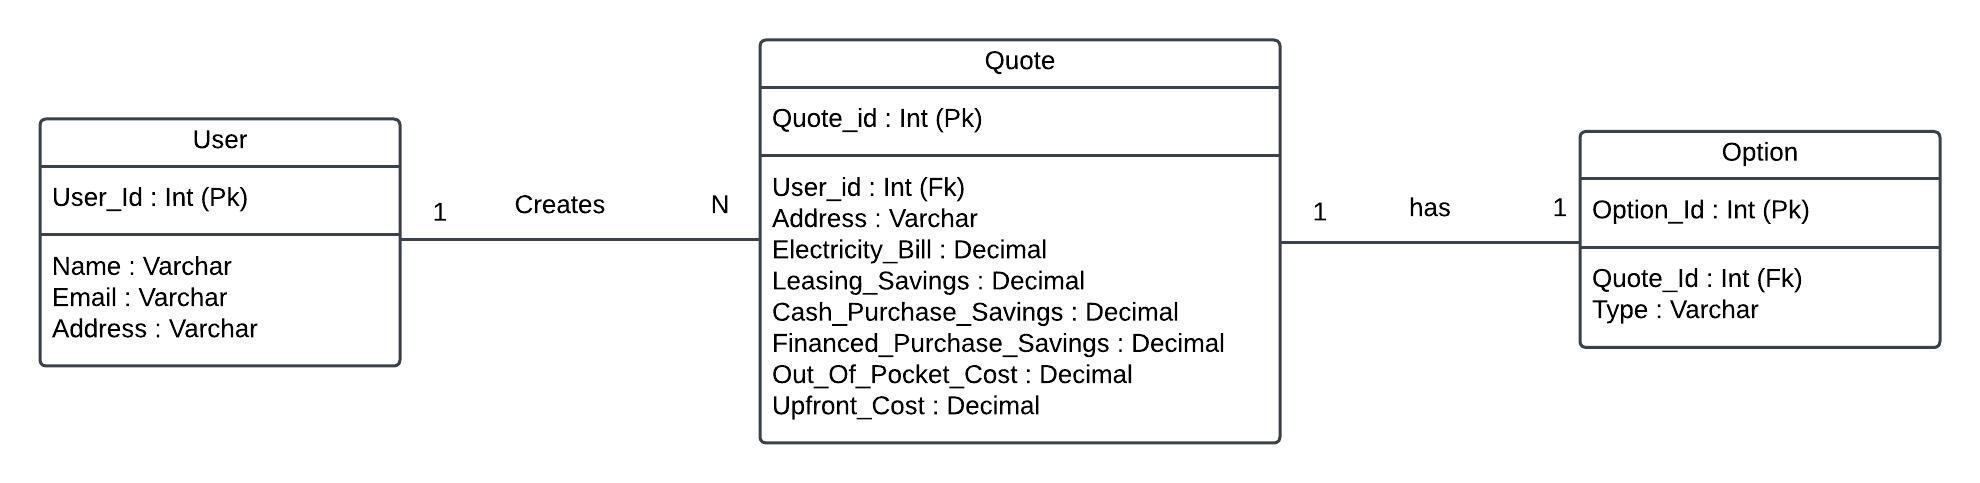 User
User_Id : Int (Pk)
Name : Varchar
Email : Varchar
Address : Varchar
1
Creates
N
Quote
Quote_id : Int (Pk)
User_id : Int (Fk)
Address : Varchar
Electricity_Bill : Decimal
Leasing_Savings : Decimal
Cash_Purchase_Savings : Decimal
Financed_Purchase_Savings : Decimal
Out_Of_Pocket_Cost : Decimal
Upfront_Cost : Decimal
1
has
1
Option
Option_Id : Int (Pk)
Quote_Id : Int (Fk)
Type : Varchar